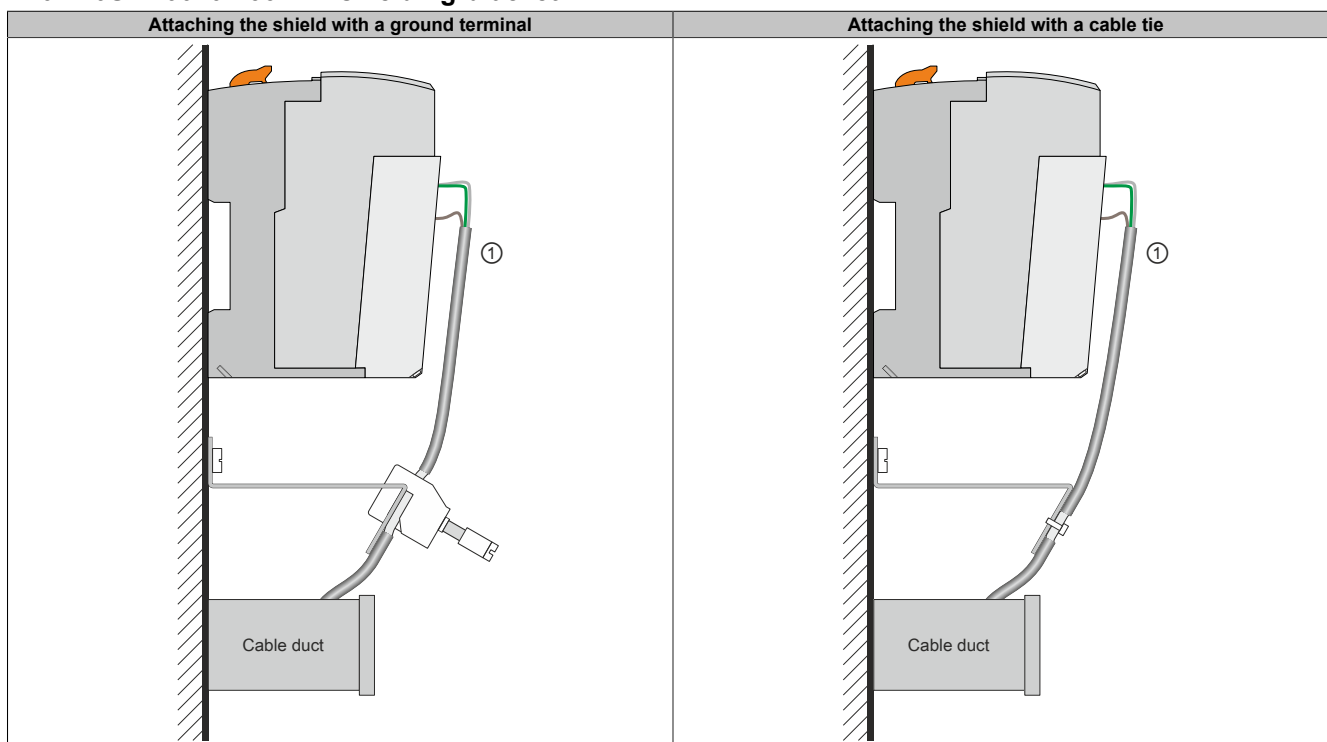 Attaching the shield with a ground terminal
Attaching the shield with a cable tie
①
①
Cable duct
Cable duct